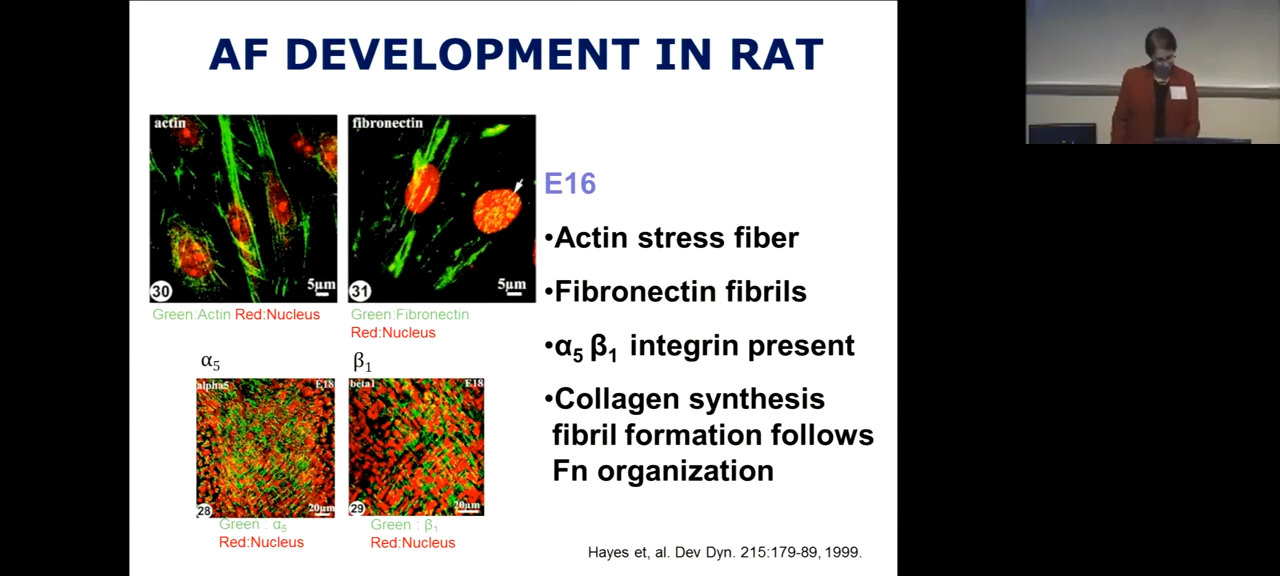 AF DEVELOPMENT IN RAT
actin
5µm
30
fibronectin
5µm
31
Green:Actin Red:Nucleus
Green:Fibronectin
Red:Nucleus
α5
β1
alpha5 E18
20µm
28
beta1 E18
20µm
29
Green : α5
Red:Nucleus
Green : β1
Red:Nucleus
E16
•Actin stress fiber
•Fibronectin fibrils
•α5 β1 integrin present
•Collagen synthesis
fibril formation follows
Fn organization
Hayes et, al. Dev Dyn. 215:179-89, 1999.